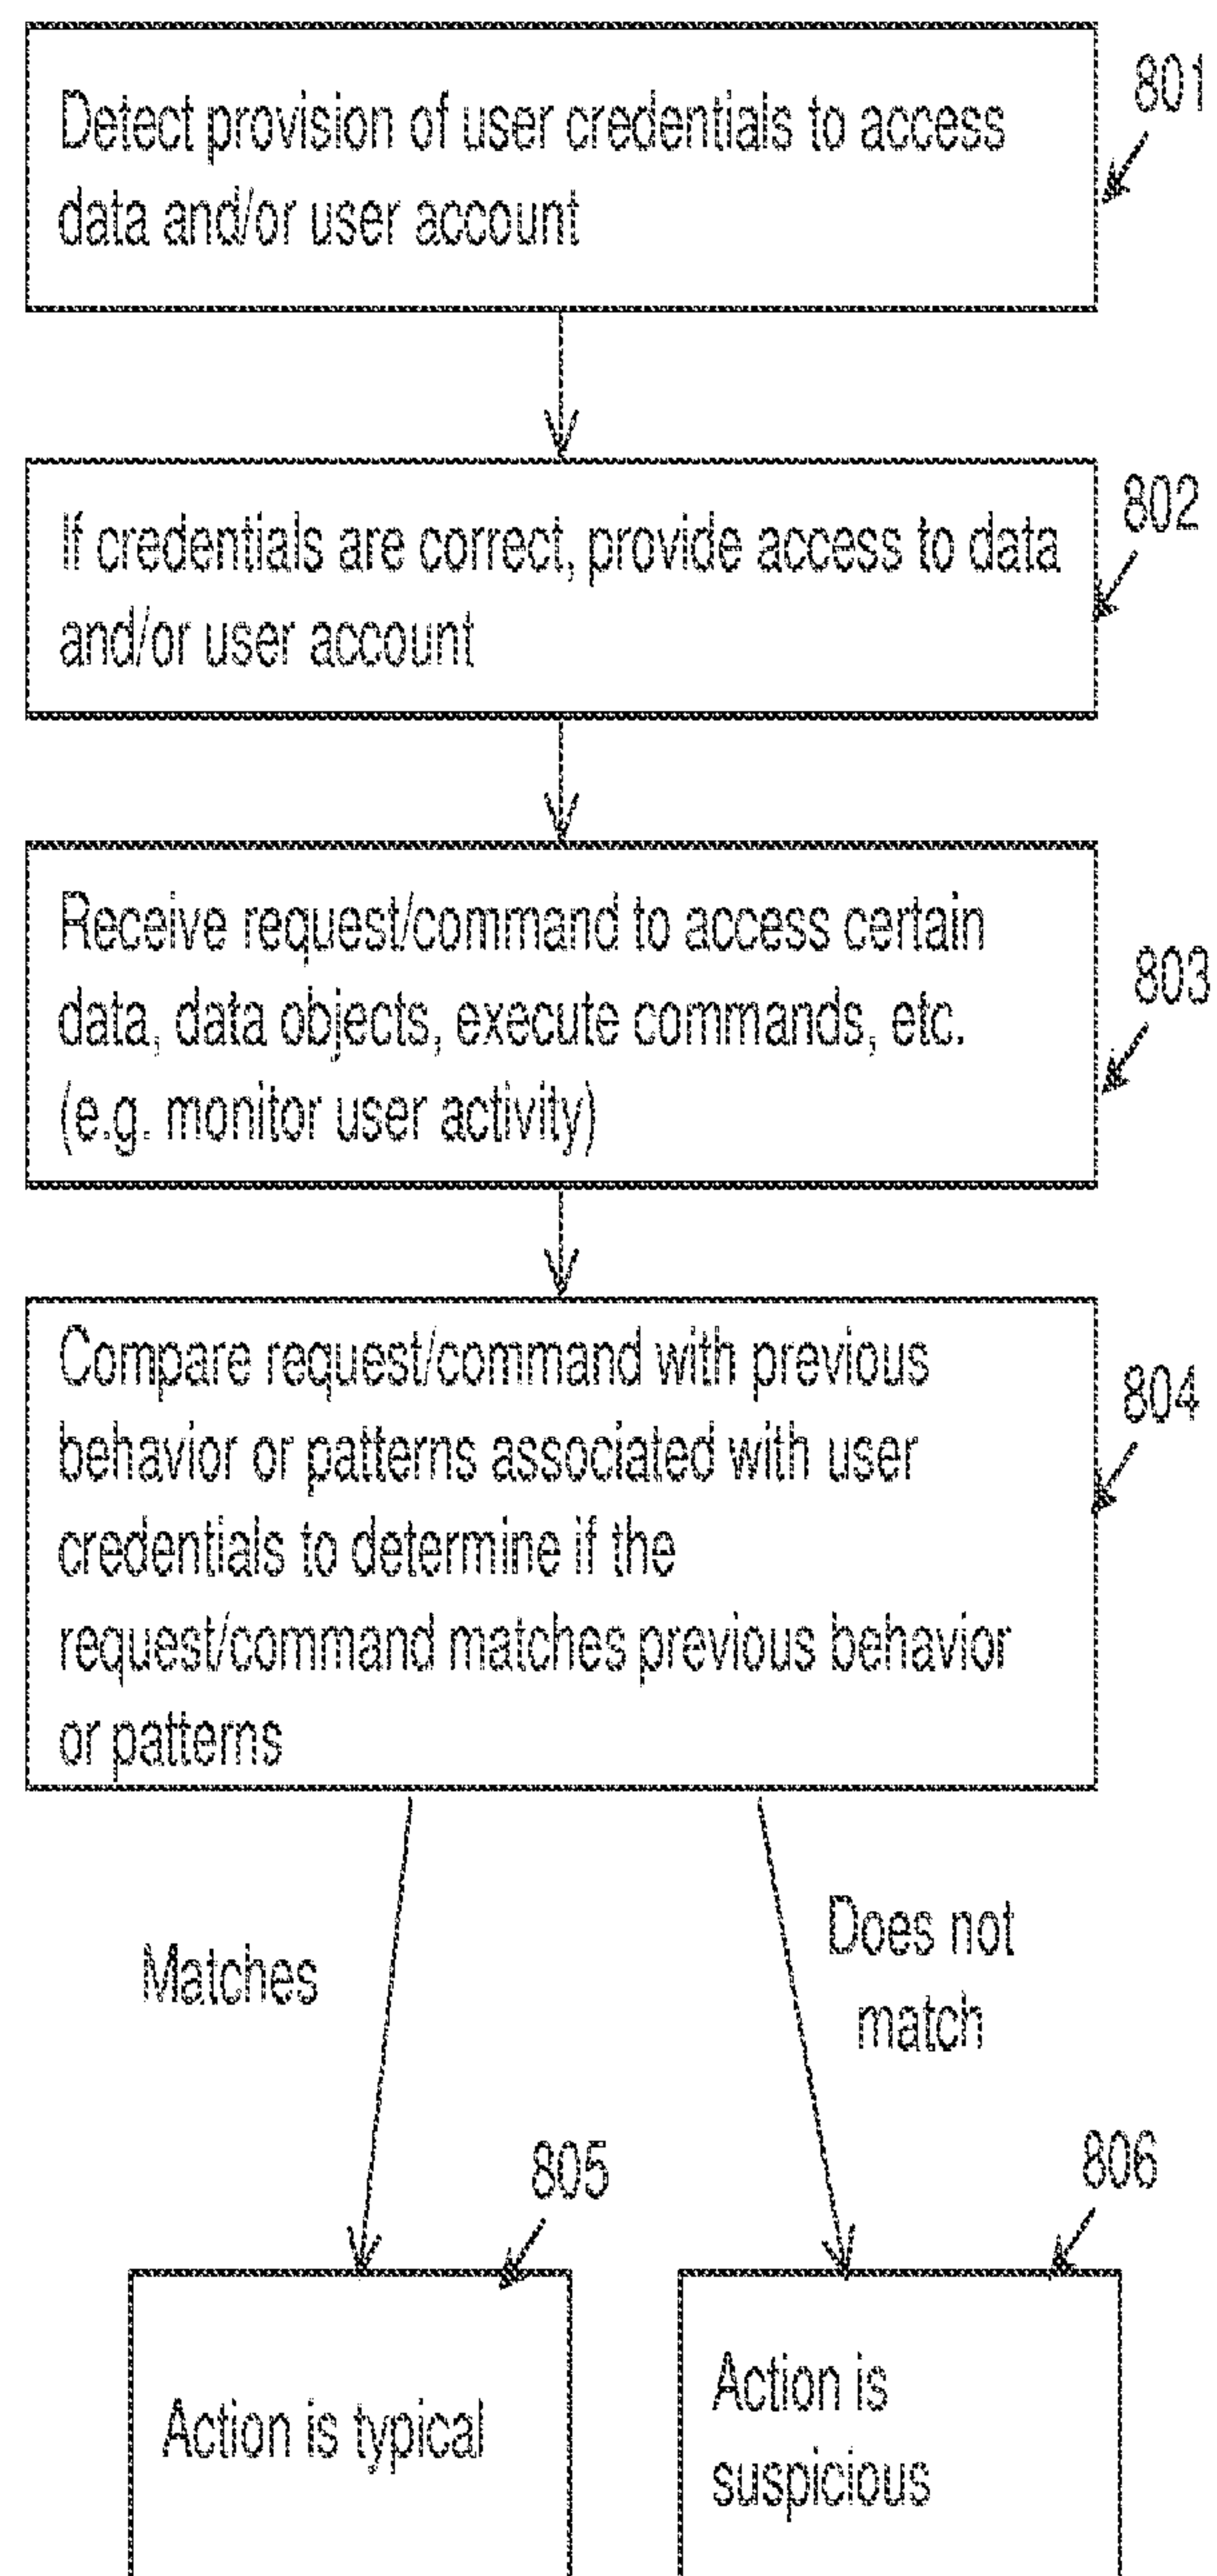 801
Detect provision of user credentials to access
data and/or user account
802
If credentials are correct, provide access to data
and/or user account
803
Receive request/command to access certain
data, data objects, execute commands, etc.
(e.g. monitor user activity)
804
Compare request/command with previous
behavior or patterns associated with user
credentials to determine if the
request/command matches previous behavior
or patterns
Matches
Does not
match
805
806
Action is typical
Action is
suspicious